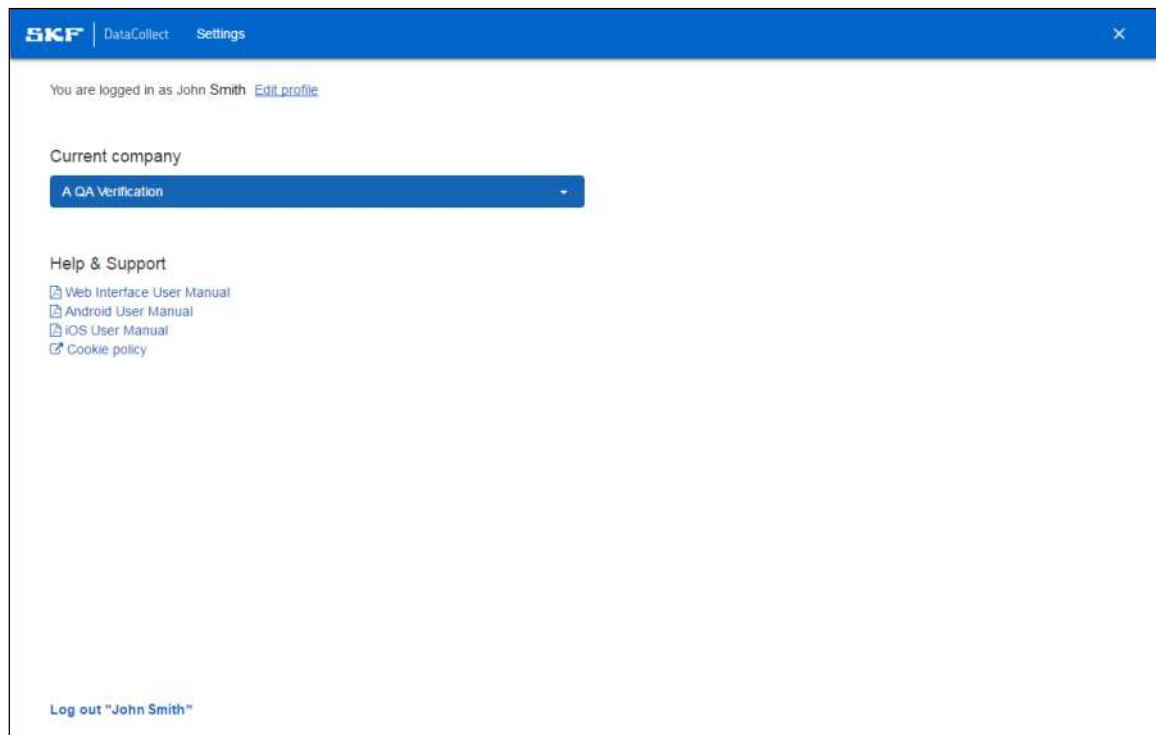 SKF DataCollect Settings
You are logged in as John Smith Edit profile
Current company
A QA Verification
Help & Support
Web Interface User Manual
Android User Manual
iOS User Manual
Cookie policy
Log out "John Smith"